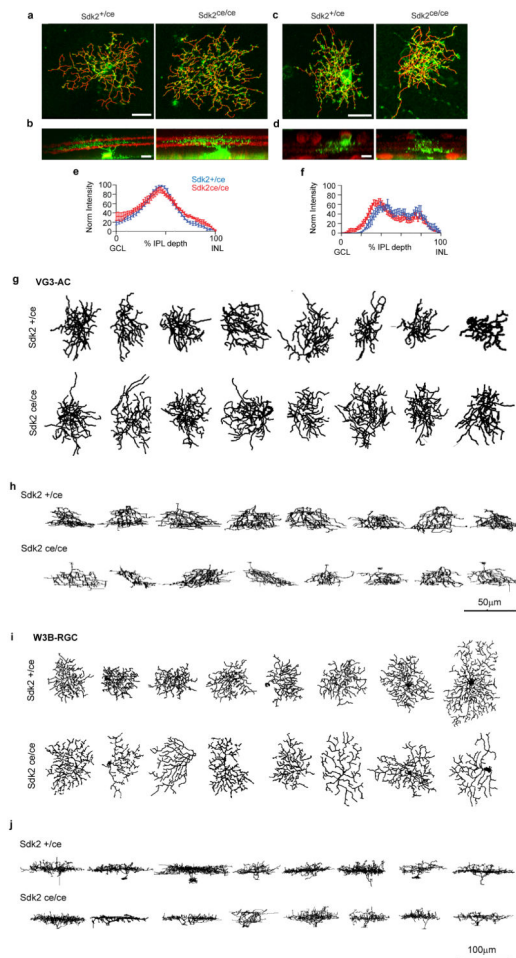 a
Sdk2+/ce
Sdk2ce/ce
c
Sdk2+/ce
Sdk2ce/ce
b
d
e
Sdk2+/ce
Sdk2ce/ce
Norm Intensity
100
80
60
40
20
0
0
100
GCL
% IPL depth
INL
f
Norm Intensity
100
80
60
40
20
0
0
100
GCL
% IPL depth
INL
g
VG3-AC
Sdk2 +/ce
Sdk2 ce/ce
h
Sdk2 +/ce
Sdk2 ce/ce
50µm
i
W3B-RGC
Sdk2 +/ce
Sdk2 ce/ce
j
Sdk2 +/ce
Sdk2 ce/ce
100µm